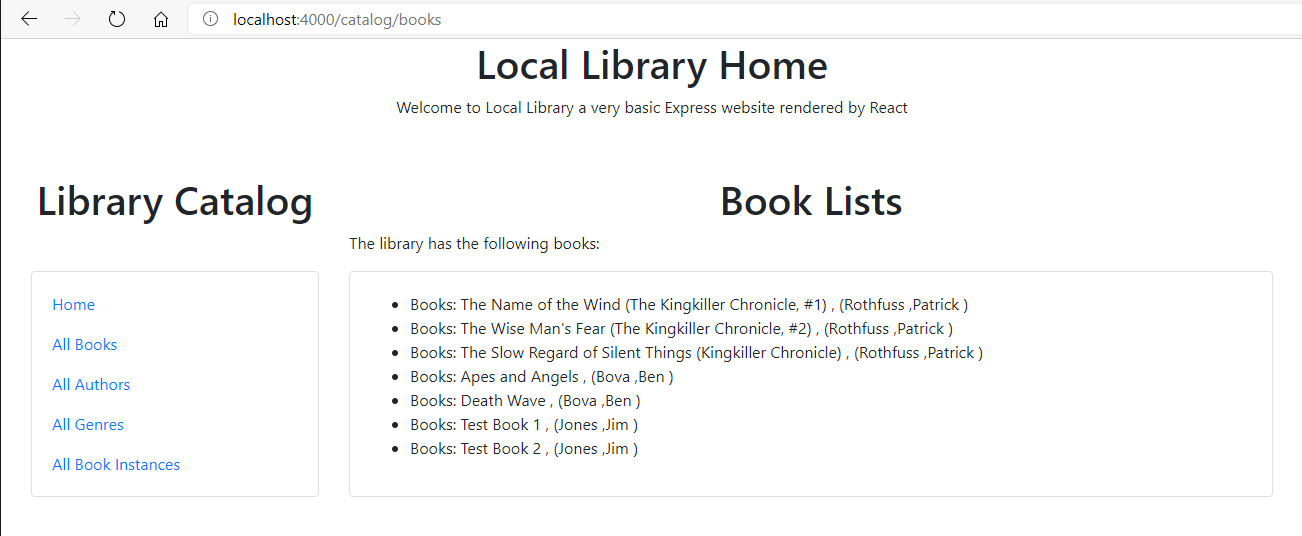 localhost:4000/catalog/books
Local Library Home
Welcome to Local Library a very basic Express website rendered by React
Library Catalog
Home
All Books
All Authors
All Genres
All Book Instances
Book Lists
The library has the following books:
Books: The Name of the Wind (The Kingkiller Chronicle, #1) , (Rothfuss ,Patrick )
Books: The Wise Man's Fear (The Kingkiller Chronicle, #2) , (Rothfuss ,Patrick )
Books: The Slow Regard of Silent Things (Kingkiller Chronicle) , (Rothfuss ,Patrick )
Books: Apes and Angels , (Bova ,Ben )
Books: Death Wave , (Bova ,Ben )
Books: Test Book 1 , (Jones ,Jim )
Books: Test Book 2 , (Jones ,Jim )